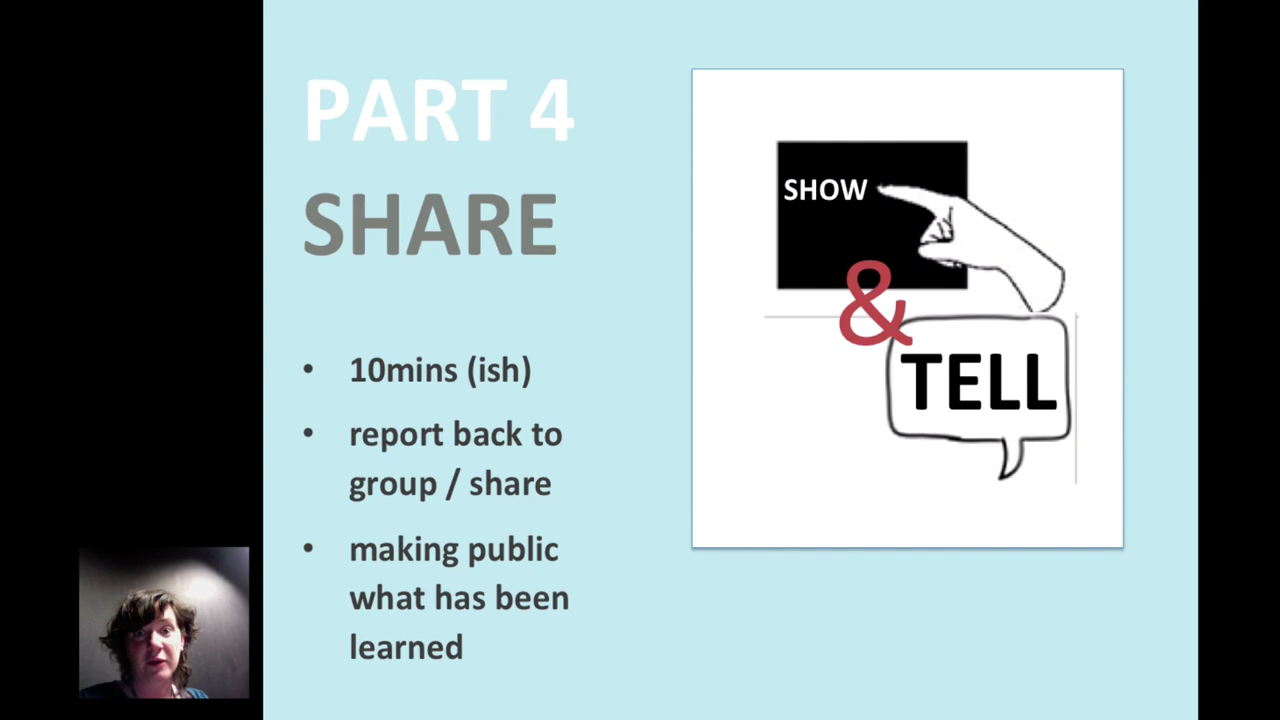 PART 4
SHARE
• 10mins (ish)
• report back to
group / share
• making public
what has been
learned
SHOW
&
TELL